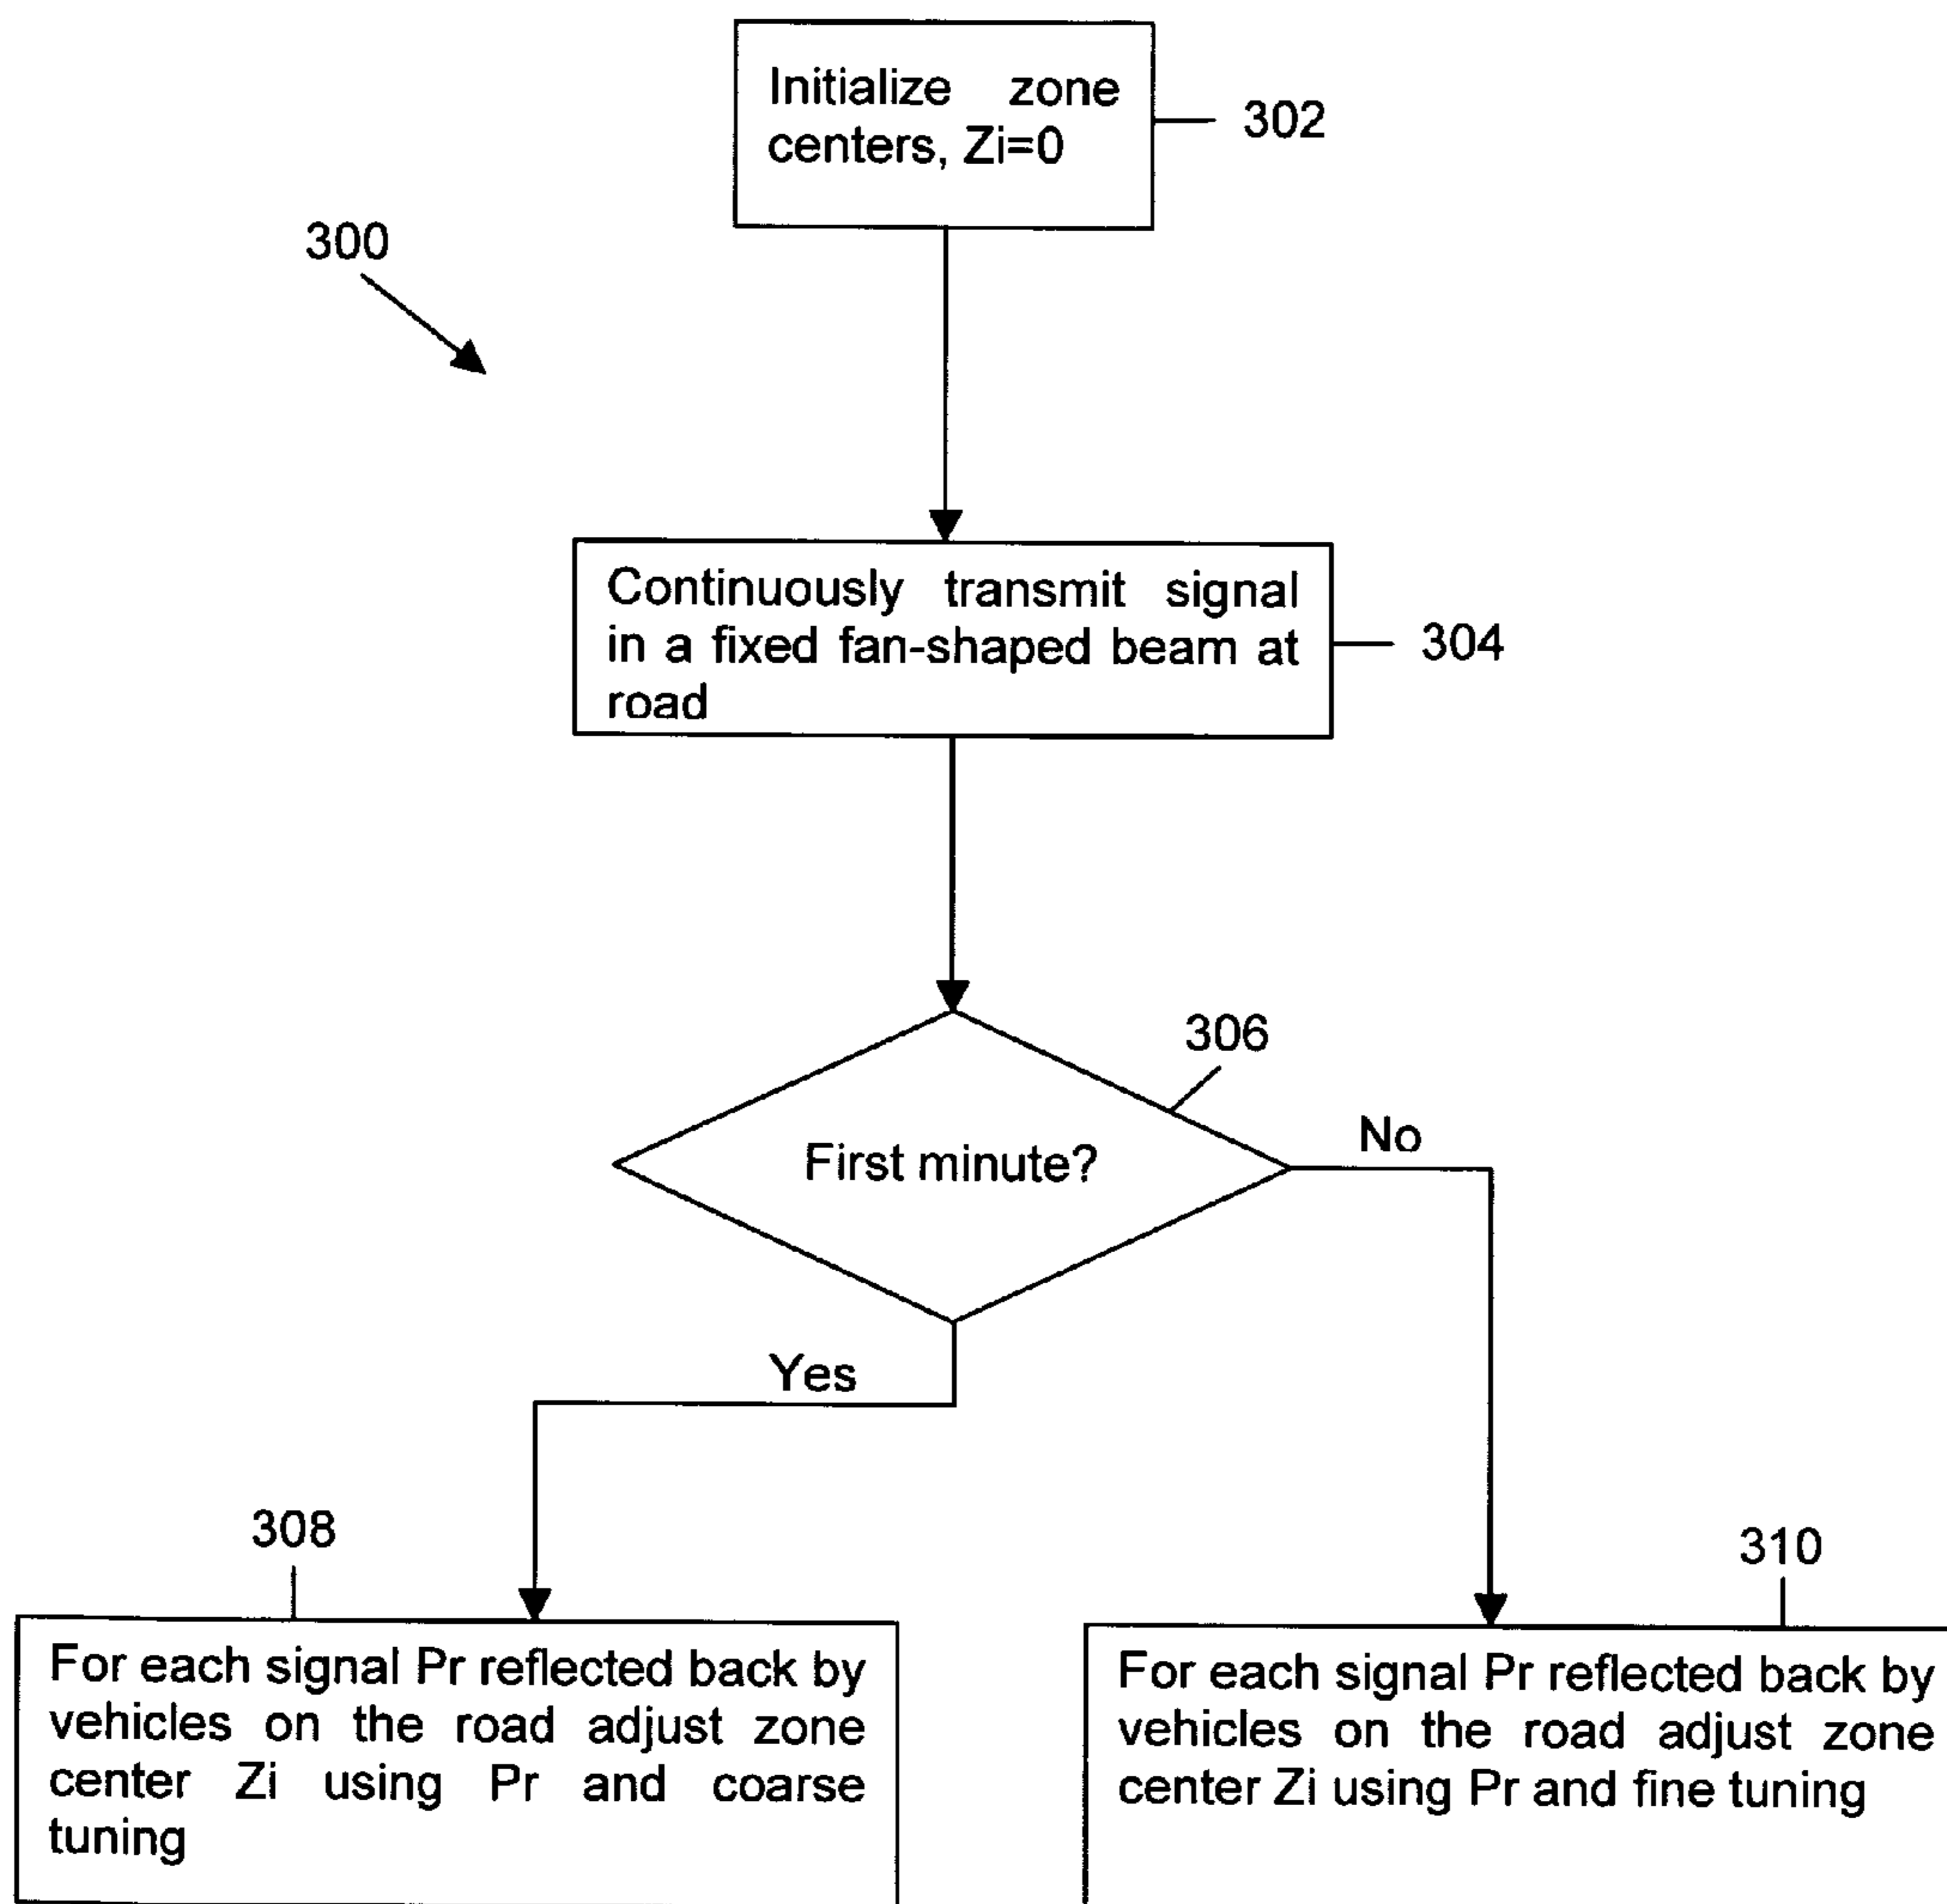 Initialize zone
centers, Zi=0
302
300
Continuously transmit signal
in a fixed fan-shaped beam at
road
304
306
First minute?
No
Yes
308
310
For each signal Pr reflected back by
vehicles on the road adjust zone
center Zi using Pr and coarse
tuning
For each signal Pr reflected back by
vehicles on the road adjust zone
center Zi using Pr and fine tuning